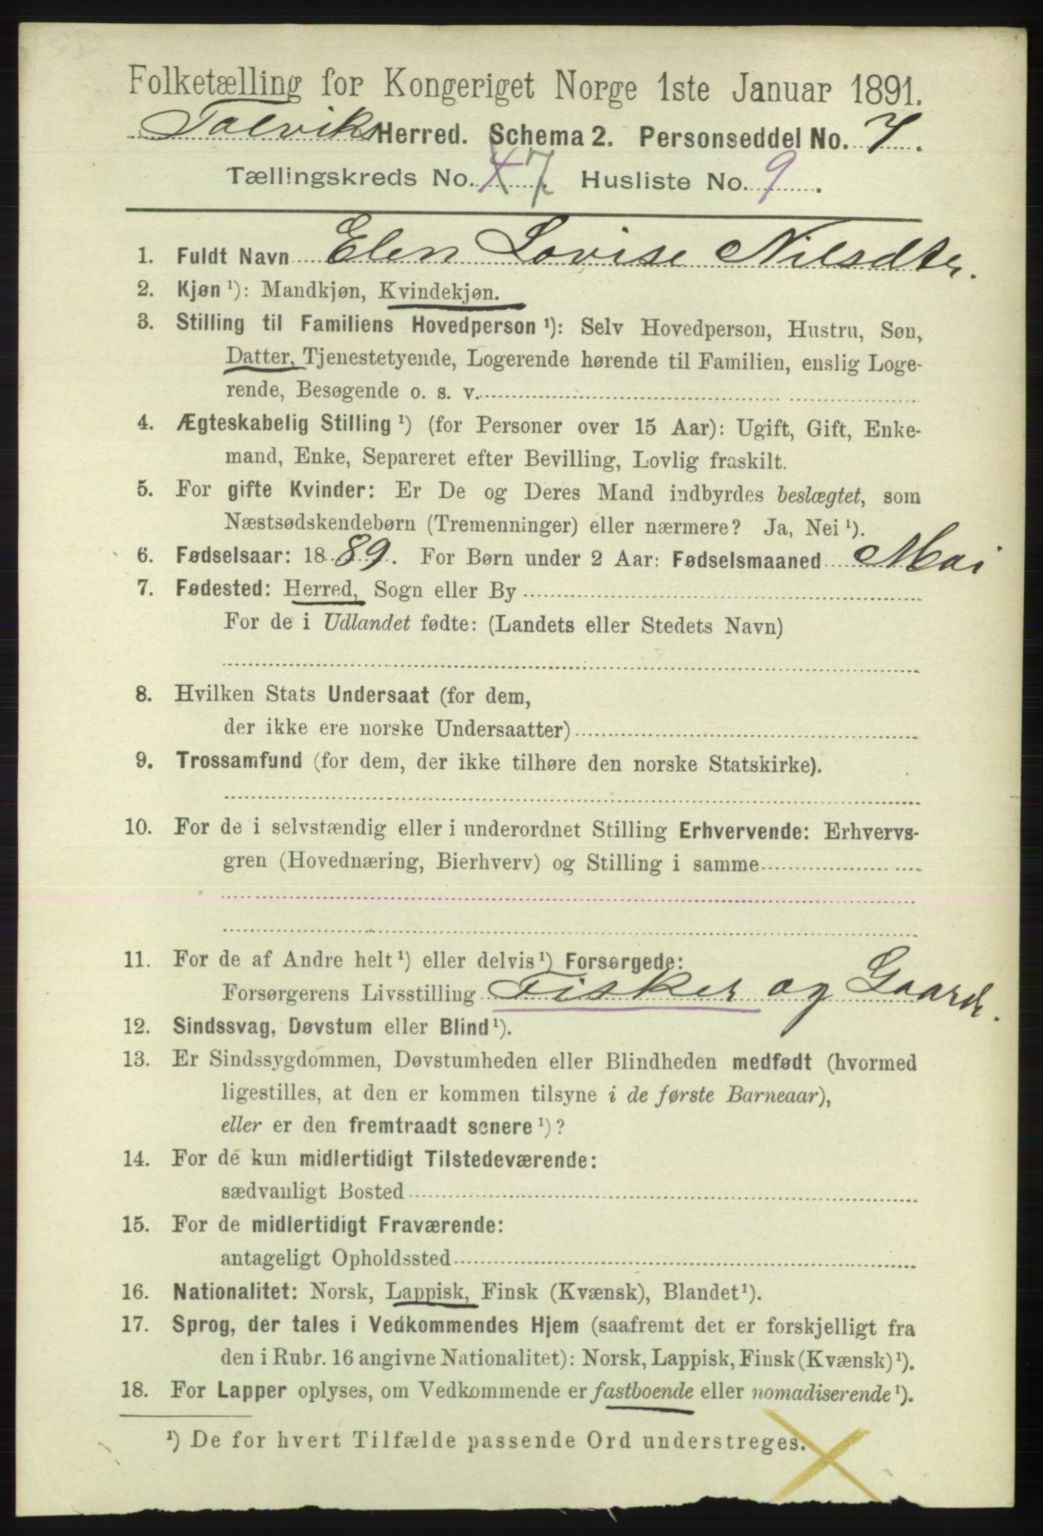 Folketælling for Kongeriget Norge 1ste Januar 1891.
Talviks Herred. Schema 2. Personseddel No. 7.
Tællingskreds No. 7 Husliste No. 9.
1. Fuldt Navn Elen Lovise Nilsdtr.
2. Kjøn ¹): Mandkjøn, Kvindekjøn.
3. Stilling til Familiens Hovedperson ¹): Selv Hovedperson, Hustru, Søn,
Datter, Tjenestetyende, Logerende hørende til Familien, enslig Loge-
rende, Besøgende o. s. v.
4. Ægteskabelig Stilling ¹) (for Personer over 15 Aar): Ugift, Gift, Enke-
mand, Enke, Separeret efter Bevilling, Lovlig fraskilt.
5. For gifte Kvinder: Er De og Deres Mand indbyrdes beslægtet, som
Næstsødskendebørn (Tremenninger) eller nærmere? Ja, Nei ¹).
6. Fødselsaar: 1889. For Børn under 2 Aar: Fødselsmaaned Mai
7. Fødested: Herred, Sogn eller By
For de i Udlandet fødte: (Landets eller Stedets Navn)
8. Hvilken Stats Undersaat (for dem,
der ikke ere norske Undersaatter)
9. Trossamfund (for dem, der ikke tilhøre den norske Statskirke).
10. For de i selvstændig eller i underordnet Stilling Erhvervende: Erhvervs-
gren (Hovednæring, Bierhverv) og Stilling i samme
11. For de af Andre helt ¹) eller delvis ¹) Forsørgede:
Forsørgerens Livsstilling Fisker og Gaardr.
12. Sindssvag, Døvstum eller Blind ¹).
13. Er Sindssygdommen, Døvstumheden eller Blindheden medfødt (hvormed
ligestilles, at den er kommen tilsyne i de første Barneaar),
eller er den fremtraadt senere ¹)?
14. For de kun midlertidigt Tilstedeværende:
sædvanligt Bosted
15. For de midlertidigt Fraværende:
antageligt Opholdssted
16. Nationalitet: Norsk, Lappisk, Finsk (Kvænsk), Blandet ¹).
17. Sprog, der tales i Vedkommendes Hjem (saafremt det er forskjelligt fra
den i Rubr. 16 angivne Nationalitet): Norsk, Lappisk, Finsk (Kvænsk) ¹).
18. For Lapper oplyses, om Vedkommende er fastboende eller nomadiserende ¹).
¹) De for hvert Tilfælde passende Ord understreges.